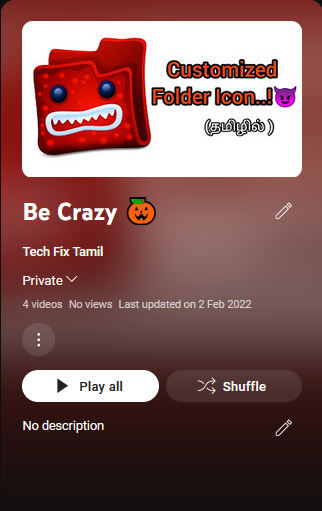 Customized
Folder Icon..!😈
(தமிழில் )
Be Crazy 🎃
Tech Fix Tamil
Private
4 videos No views Last updated on 2 Feb 2022
Play all
Shuffle
No description